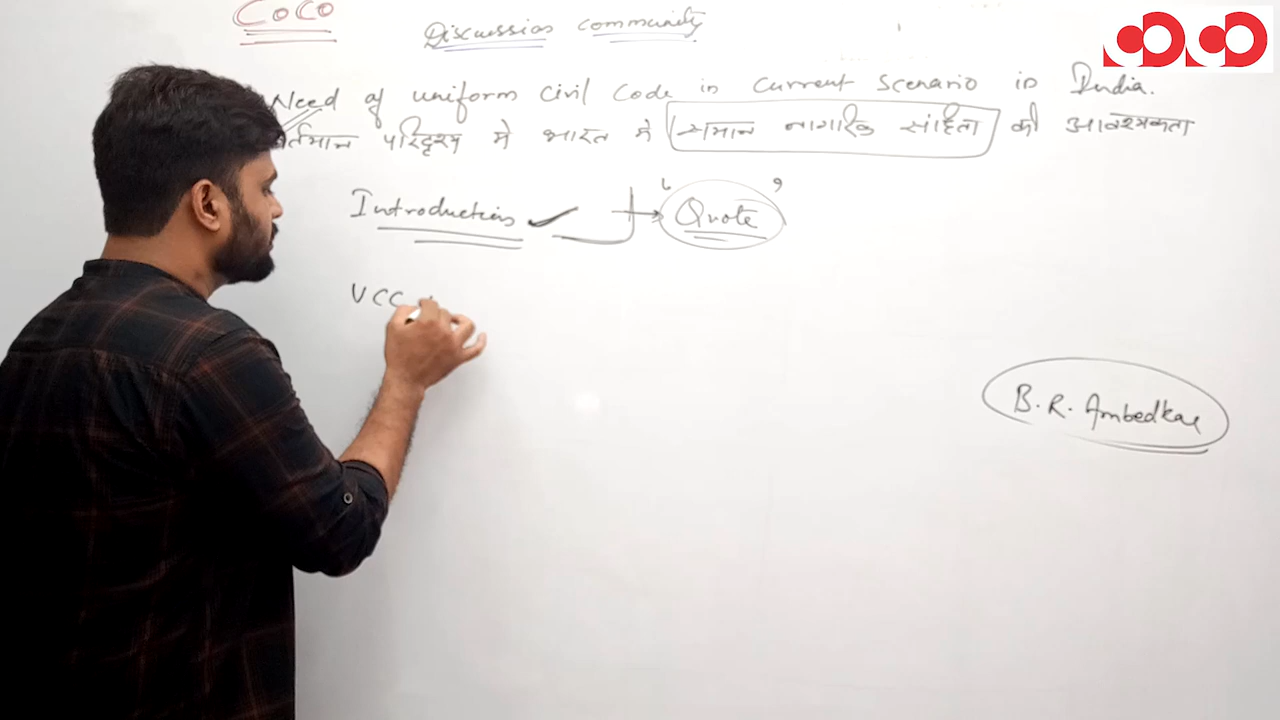 CoCo
Discussion community
Need of uniform Civil Code in Current Scenario in India.
वर्तमान परिदृश्य मे भारत मे समान नागरिक संहिता की आवश्यकता
Introduction → ‘Quote’
UCC
B. R. Ambedkar